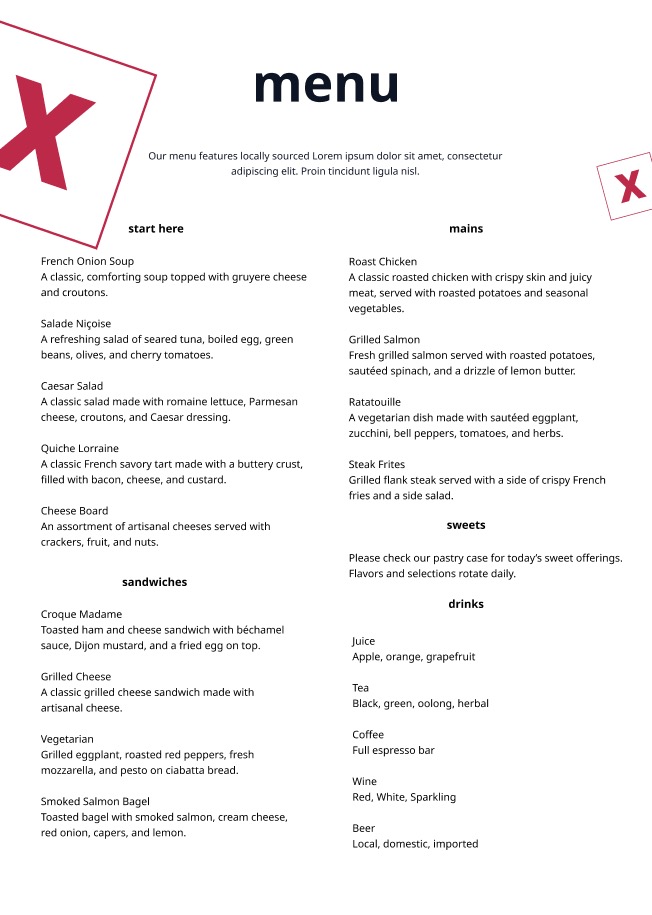 X
menu
X
Our menu features locally sourced Lorem ipsum dolor sit amet, consectetur
adipiscing elit. Proin tincidunt ligula nisl.
start here
French Onion Soup
A classic, comforting soup topped with gruyere cheese
and croutons.
Salade Niçoise
A refreshing salad of seared tuna, boiled egg, green
beans, olives, and cherry tomatoes.
Caesar Salad
A classic salad made with romaine lettuce, Parmesan
cheese, croutons, and Caesar dressing.
Quiche Lorraine
A classic French savory tart made with a buttery crust,
filled with bacon, cheese, and custard.
Cheese Board
An assortment of artisanal cheeses served with
crackers, fruit, and nuts.
sandwiches
Croque Madame
Toasted ham and cheese sandwich with béchamel
sauce, Dijon mustard, and a fried egg on top.
Grilled Cheese
A classic grilled cheese sandwich made with
artisanal cheese.
Vegetarian
Grilled eggplant, roasted red peppers, fresh
mozzarella, and pesto on ciabatta bread.
Smoked Salmon Bagel
Toasted bagel with smoked salmon, cream cheese,
red onion, capers, and lemon.
mains
Roast Chicken
A classic roasted chicken with crispy skin and juicy
meat, served with roasted potatoes and seasonal
vegetables.
Grilled Salmon
Fresh grilled salmon served with roasted potatoes,
sautéed spinach, and a drizzle of lemon butter.
Ratatouille
A vegetarian dish made with sautéed eggplant,
zucchini, bell peppers, tomatoes, and herbs.
Steak Frites
Grilled flank steak served with a side of crispy French
fries and a side salad.
sweets
Please check our pastry case for today’s sweet offerings.
Flavors and selections rotate daily.
drinks
Juice
Apple, orange, grapefruit
Tea
Black, green, oolong, herbal
Coffee
Full espresso bar
Wine
Red, White, Sparkling
Beer
Local, domestic, imported